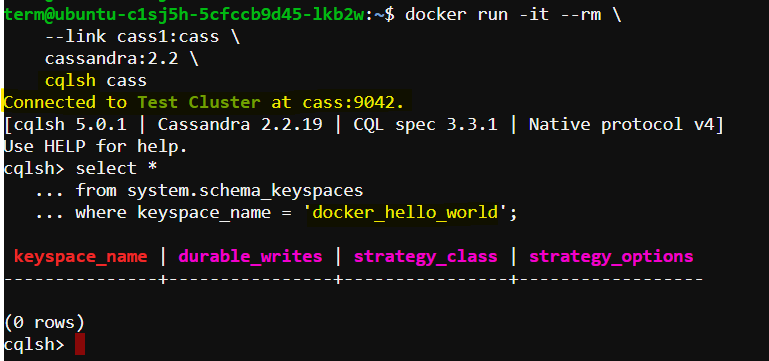 term@ubuntu-c1sj5h-5cfccb9d45-lkb2w:~$ docker run -it --rm \
    --link cass1:cass \
    cassandra:2.2 \
    cqlsh cass
Connected to Test Cluster at cass:9042.
[cqlsh 5.0.1 | Cassandra 2.2.19 | CQL spec 3.3.1 | Native protocol v4]
Use HELP for help.
cqlsh> select *
   ... from system.schema_keyspaces
   ... where keyspace_name = 'docker_hello_world';
 keyspace_name | durable_writes | strategy_class | strategy_options
---------------+----------------+----------------+------------------
(0 rows)
cqlsh>